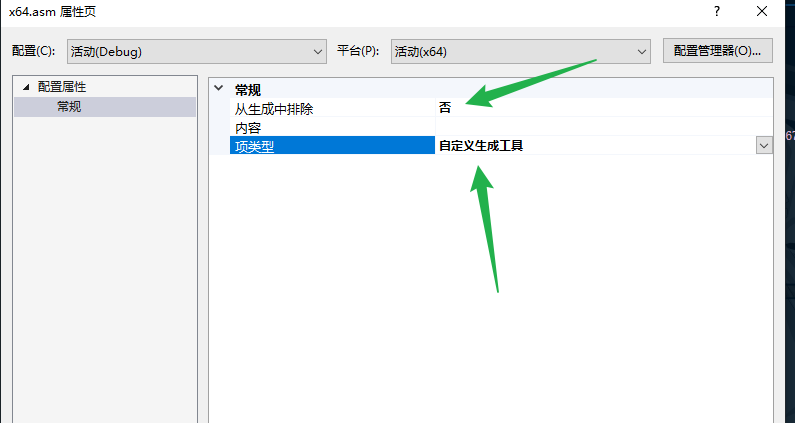 x64.asm 属性页
配置(C): 活动(Debug) 平台(P): 活动(x64) 配置管理器(O)...
配置属性
常规
常规
从生成中排除 否
内容
项类型 自定义生成工具
67